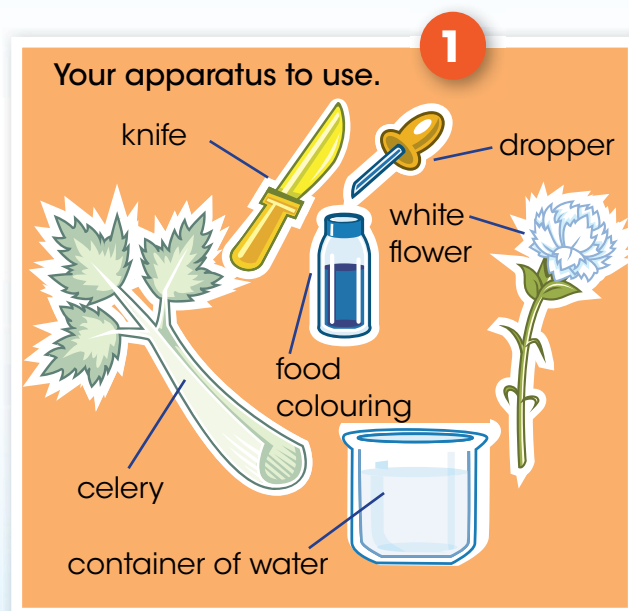 1
Your apparatus to use.
knife
dropper
white
flower
food
colouring
celery
container of water